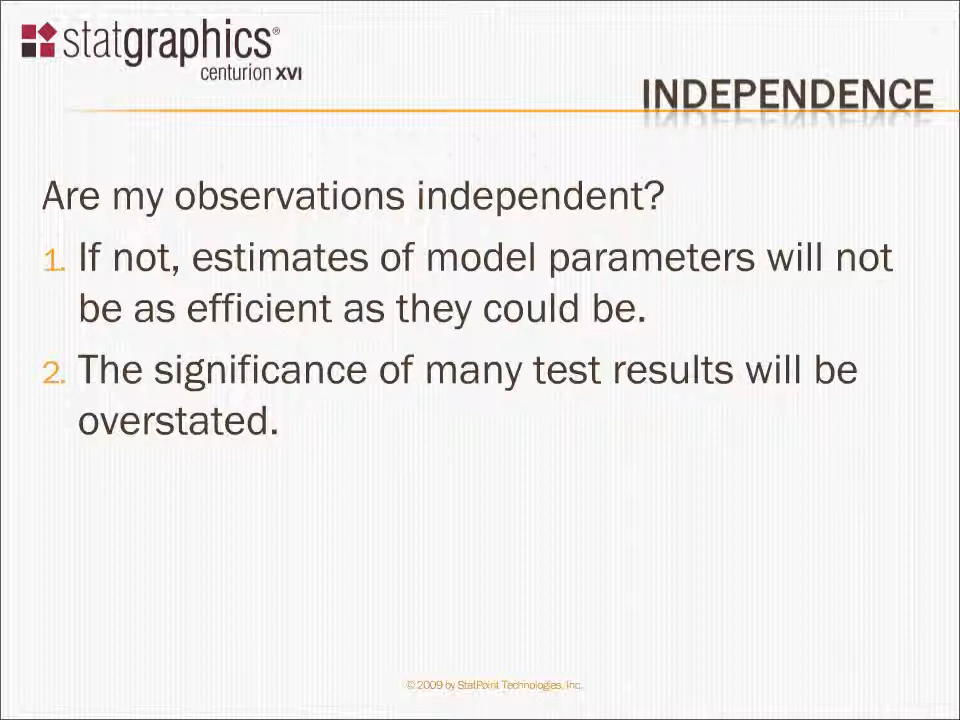 statgraphics®
centurion XVI
INDEPENDENCE
Are my observations independent?
1. If not, estimates of model parameters will not
be as efficient as they could be.
2. The significance of many test results will be
overstated.
© 2009 by StatPoint Technologies, Inc.